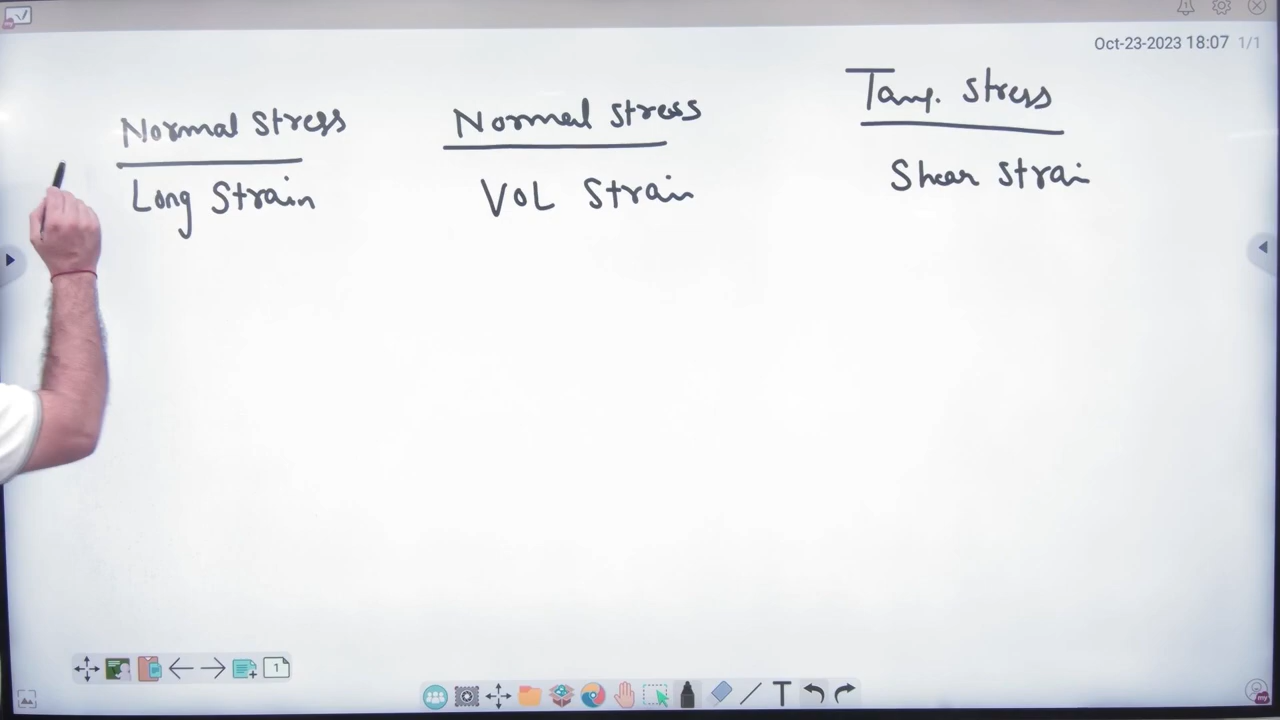 Oct-23-2023 18:07 1/1
Normal Stress
Long Strain
Normal Stress
VOL Strain
Tang. Stress
Shear Strai
1
T